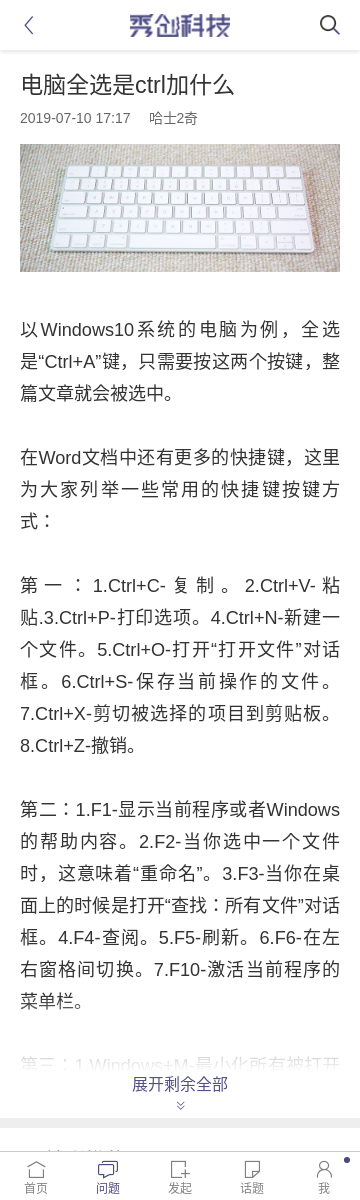 秀创科技
电脑全选是ctrl加什么
2019-07-10 17:17 哈士2奇
以Windows10系统的电脑为例，全选
是“Ctrl+A”键，只需要按这两个按键，整
篇文章就会被选中。
在Word文档中还有更多的快捷键，这里
为大家列举一些常用的快捷键按键方
式：
第一：1.Ctrl+C-复制。2.Ctrl+V-粘
贴.3.Ctrl+P-打印选项。4.Ctrl+N-新建一
个文件。5.Ctrl+O-打开“打开文件”对话
框。6.Ctrl+S-保存当前操作的文件。
7.Ctrl+X-剪切被选择的项目到剪贴板。
8.Ctrl+Z-撤销。
第二：1.F1-显示当前程序或者Windows
的帮助内容。2.F2-当你选中一个文件
时，这意味着“重命名”。3.F3-当你在桌
面上的时候是打开“查找：所有文件”对话
框。4.F4-查阅。5.F5-刷新。6.F6-在左
右窗格间切换。7.F10-激活当前程序的
菜单栏。
第三：1.Windows+M-最小化所有被打开
展开剩余全部
首页 问题 发起 话题 我